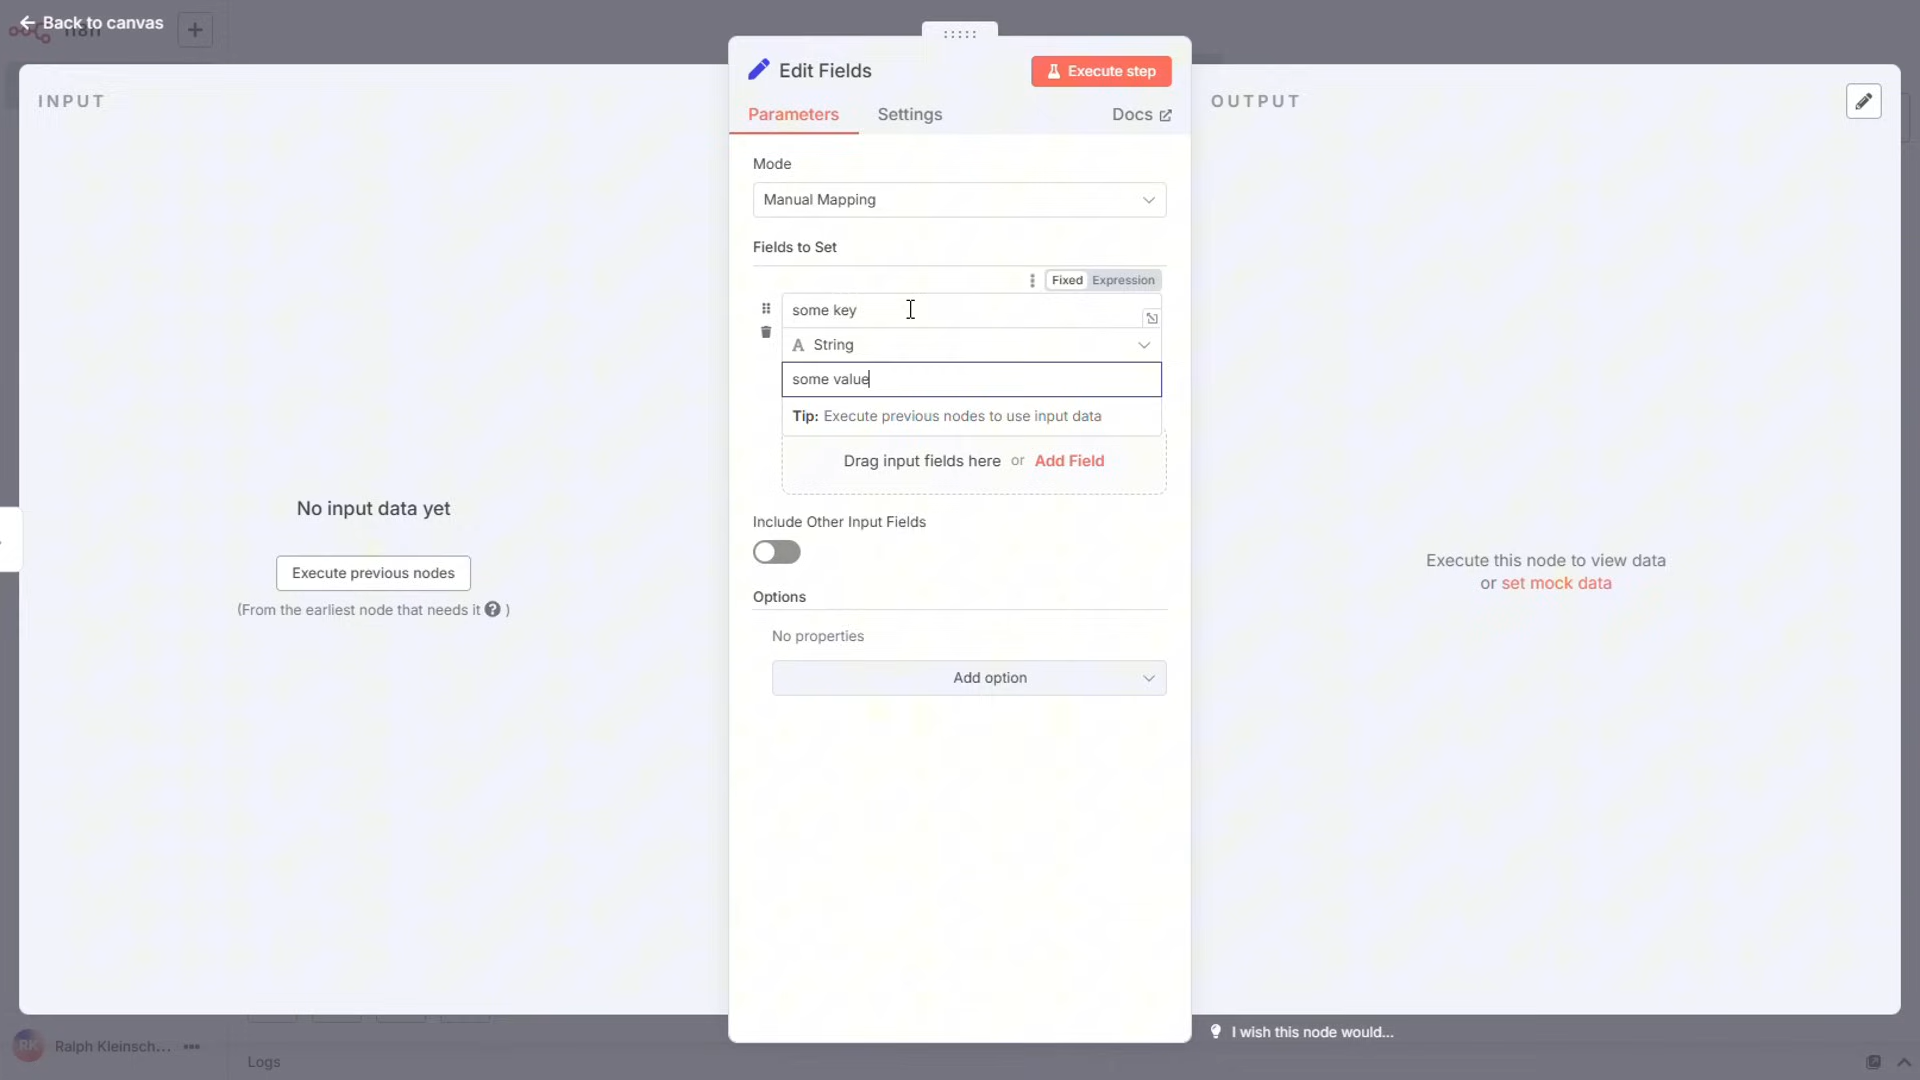 Back to canvas
n8n
INPUT
No input data yet
Execute previous nodes
(From the earliest node that needs it ? )
Edit Fields
Execute step
Parameters
Settings
Docs
Mode
Manual Mapping
Fields to Set
Fixed Expression
some key
A String
some value
Tip: Execute previous nodes to use input data
Drag input fields here or Add Field
Include Other Input Fields
Options
No properties
Add option
OUTPUT
Execute this node to view data
or set mock data
I wish this node would...
RK Ralph Kleinsch...
Logs